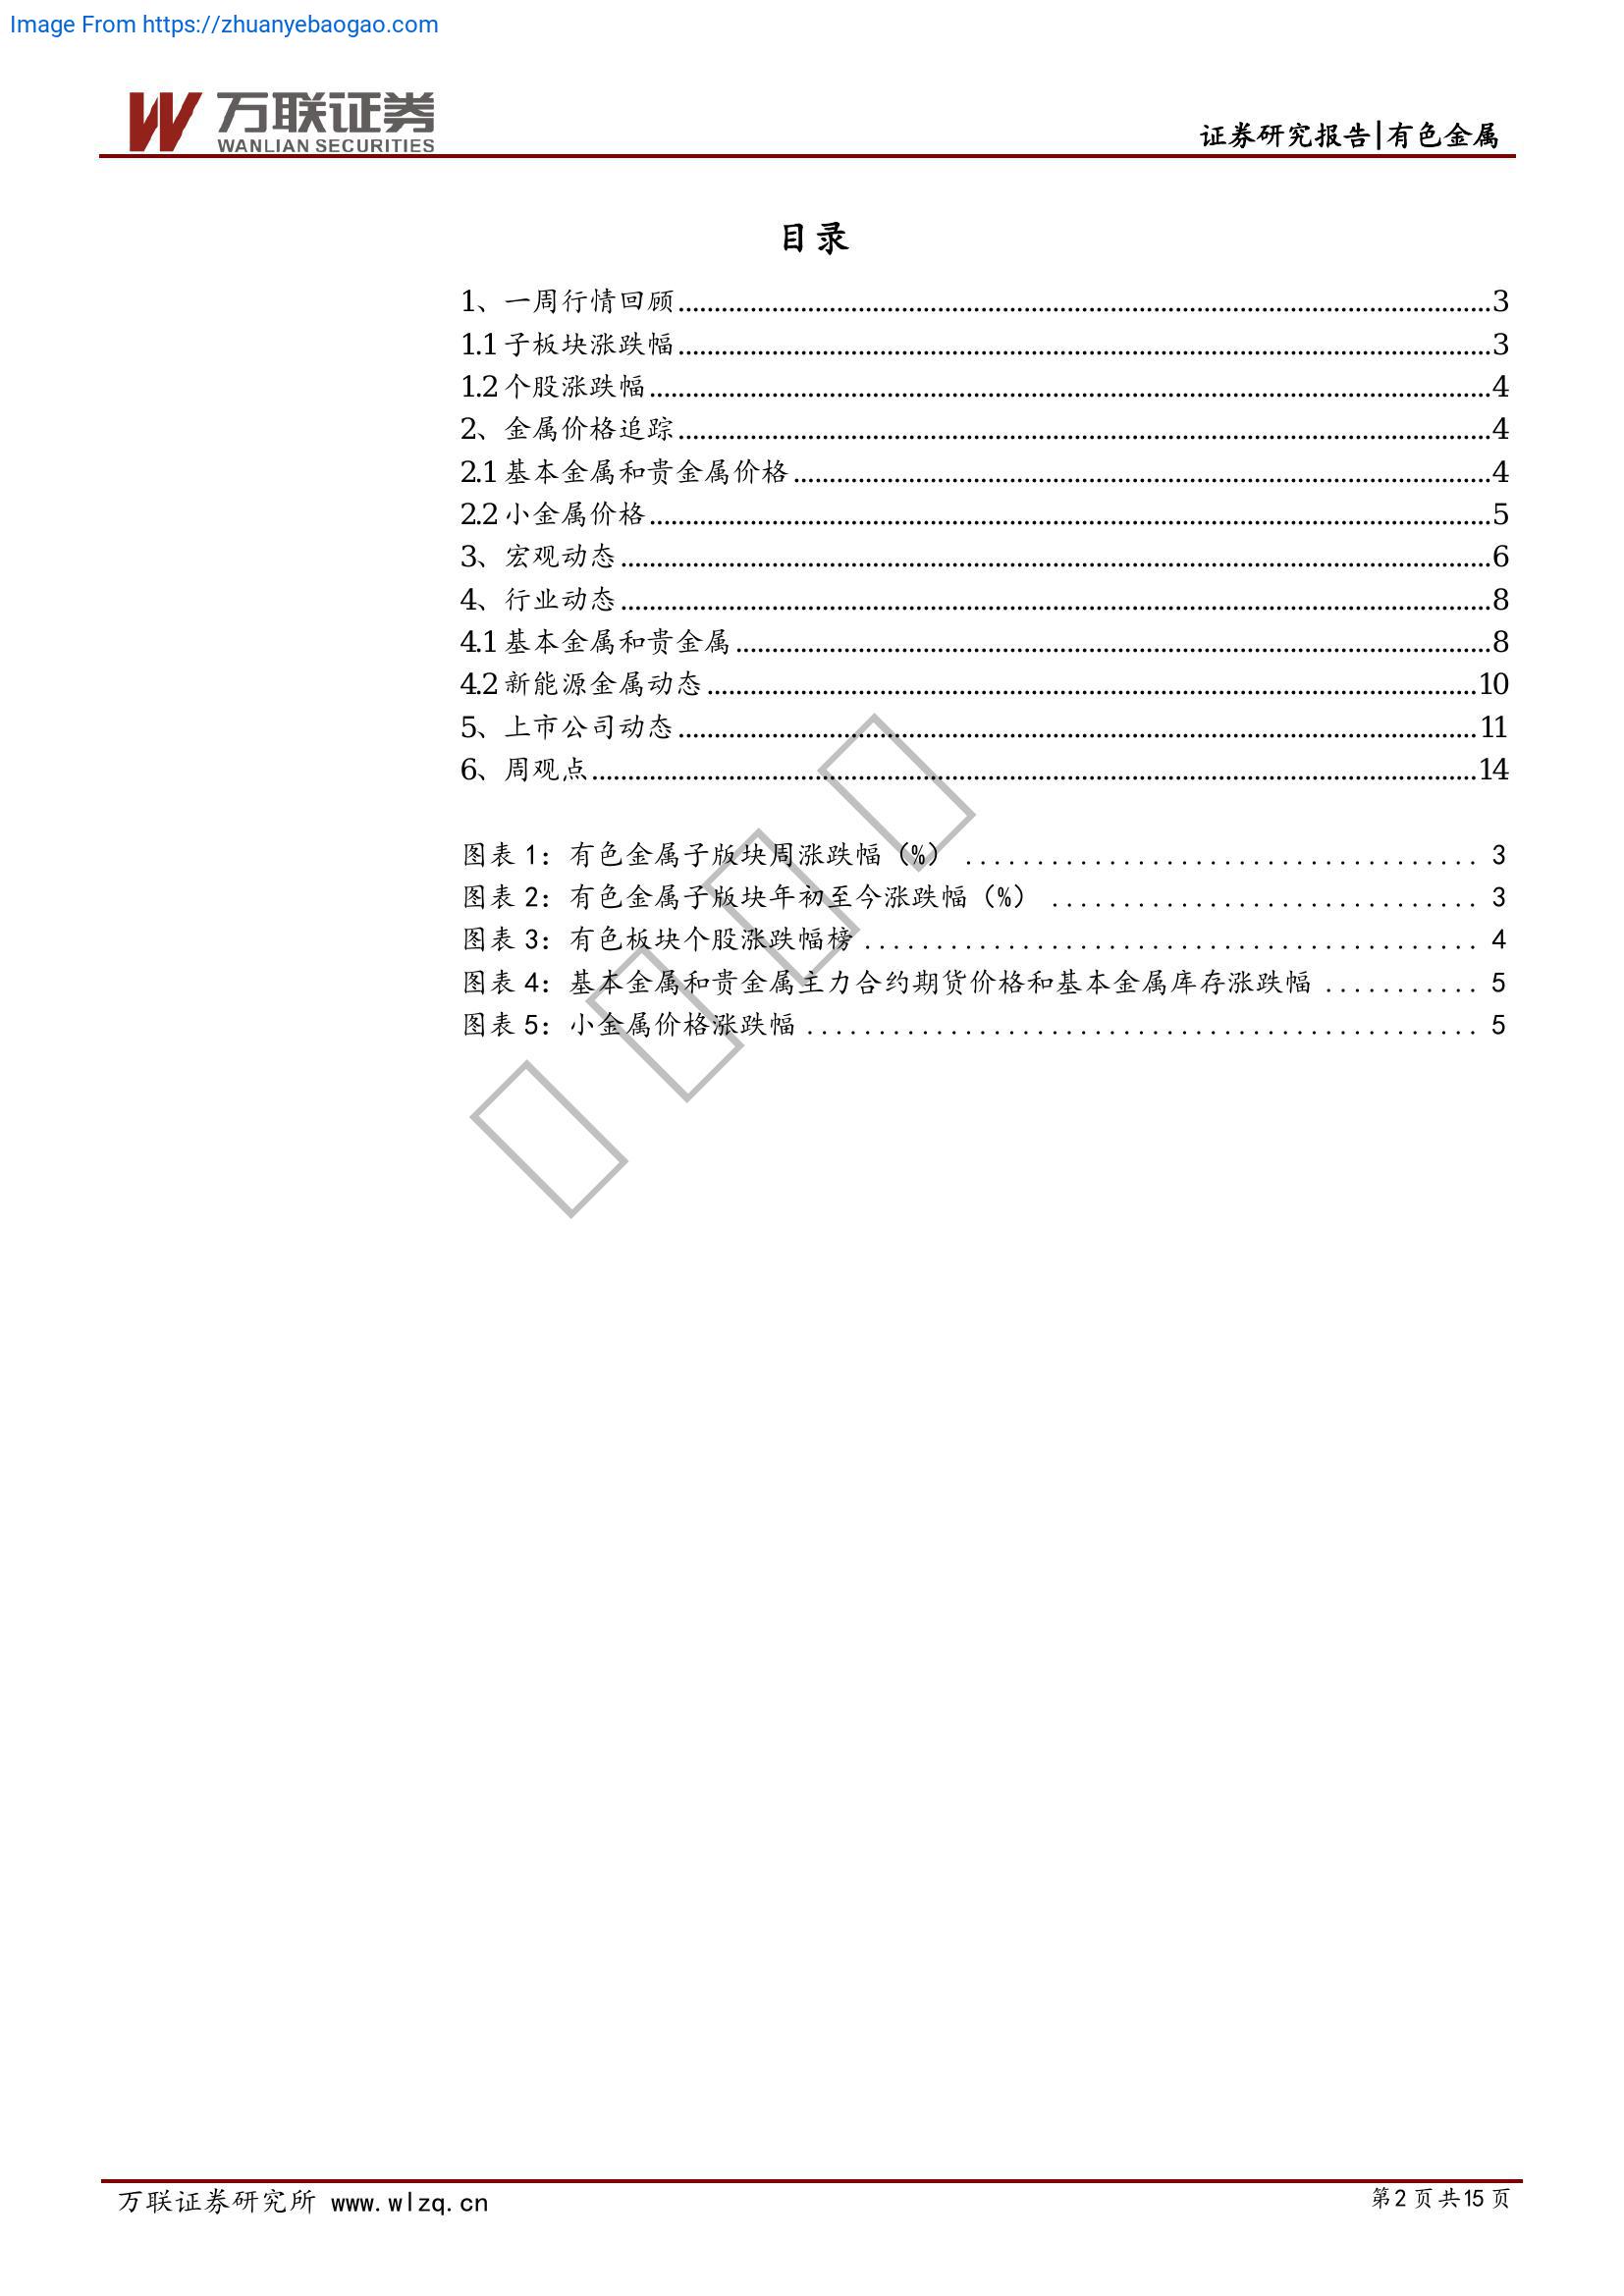 Image From https://zhuanyebaogao.com
万联证券
WANLIAN SECURITIES
证券研究报告|有色金属
目录
1、一周行情回顾......3
1.1 子板块涨跌幅......3
1.2 个股涨跌幅......4
2、金属价格追踪......4
2.1 基本金属和贵金属价格......4
2.2 小金属价格......5
3、宏观动态......6
4、行业动态......8
4.1 基本金属和贵金属......8
4.2 新能源金属动态......10
5、上市公司动态......11
6、周观点......14
图表 1：有色金属子版块周涨跌幅（%）...... 3
图表 2：有色金属子版块年初至今涨跌幅（%）...... 3
图表 3：有色板块个股涨跌幅榜...... 4
图表 4：基本金属和贵金属主力合约期货价格和基本金属库存涨跌幅...... 5
图表 5：小金属价格涨跌幅...... 5
万联证券研究所 www.wlzq.cn
第 2 页 共 15 页